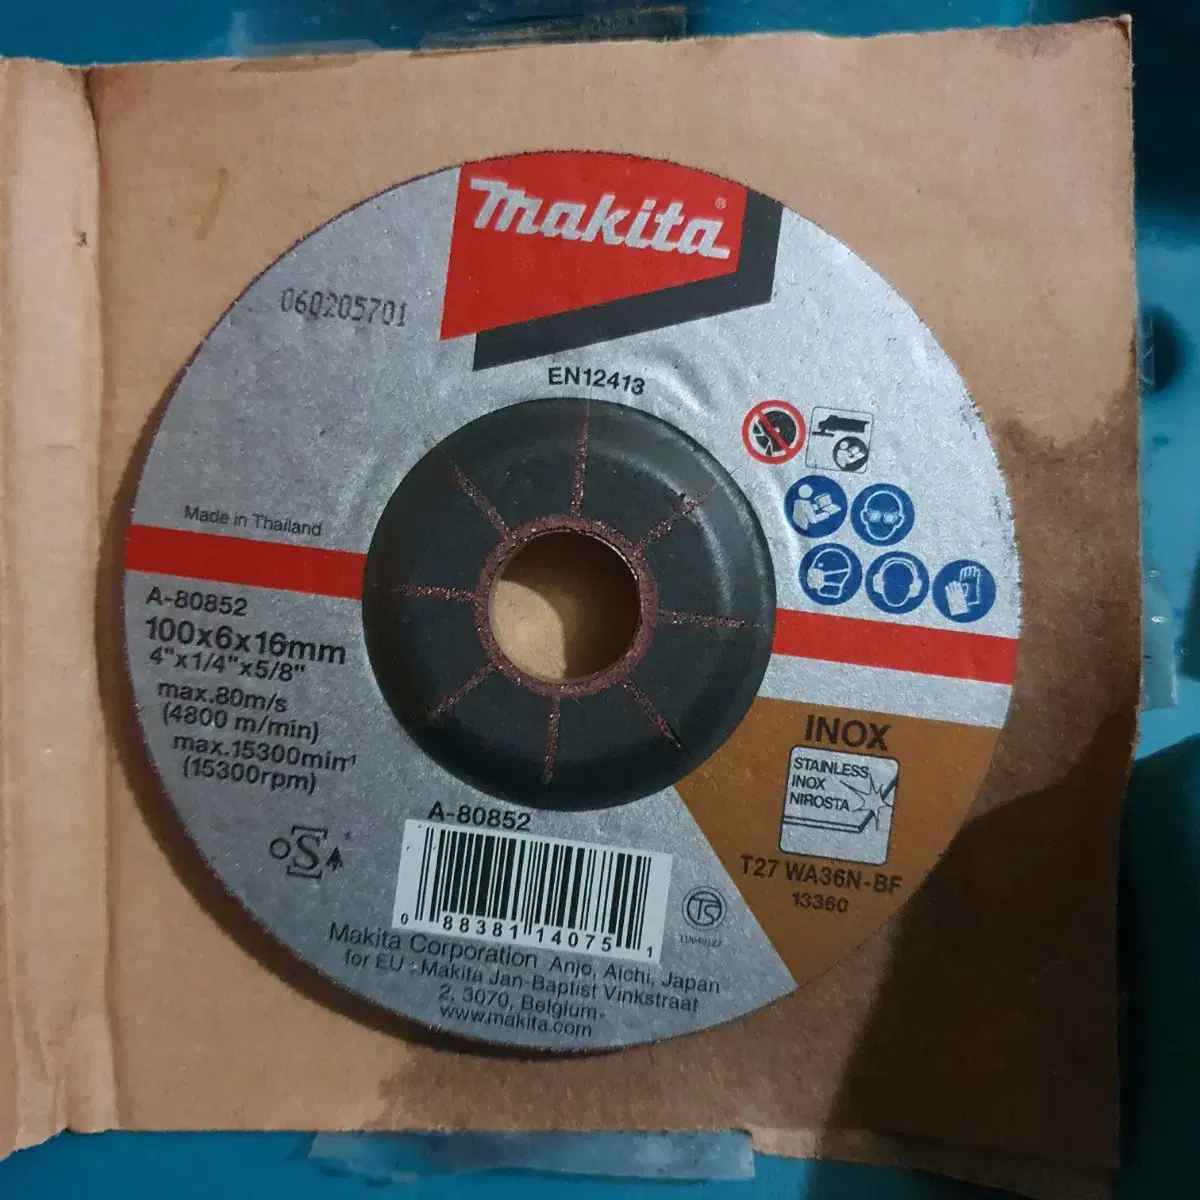 makita®
060205701
EN12413
Made in Thailand
A-80852
100x6x16mm
4"x1/4"x5/8"
max.80m/s
(4800 m/min)
max.15300min⁻¹
(15300rpm)
INOX
STAINLESS
INOX
NIROSTA
T27 WA36N-BF
13360
oSa
A-80852
0 88381 14075 1
TS
Makita Corporation Anjo, Aichi, Japan
for EU : Makita Jan-Baptist Vinkstraat
2, 3070, Belgium
www.makita.com